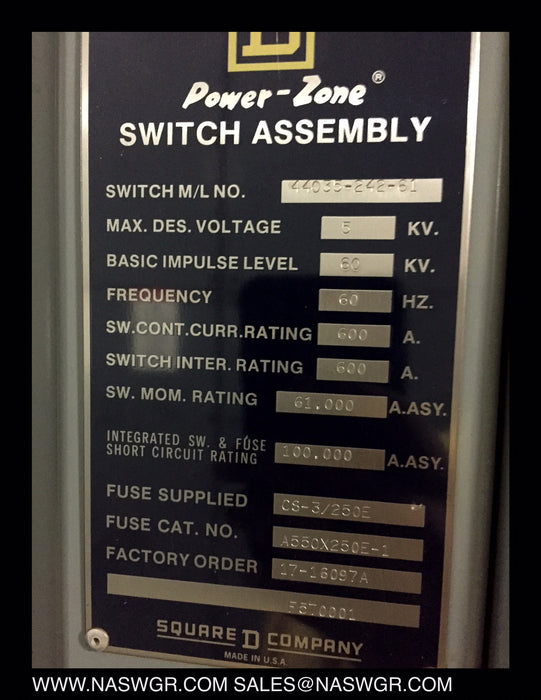 D
Power-Zone®
SWITCH ASSEMBLY
SWITCH M/L NO. 44035-242-61
MAX. DES. VOLTAGE 5 KV.
BASIC IMPULSE LEVEL 60 KV.
FREQUENCY 60 HZ.
SW.CONT.CURR.RATING 600 A.
SWITCH INTER. RATING 600 A.
SW. MOM. RATING 61.000 A.ASY.
INTEGRATED SW. & FUSE
SHORT CIRCUIT RATING 100.000 A.ASY.
FUSE SUPPLIED CS-3/250E
FUSE CAT. NO. A550X250E-1
FACTORY ORDER 17-16097A
F670001
SQUARE D COMPANY
MADE IN U.S.A.
WWW.NASWGR.COM SALES@NASWGR.COM